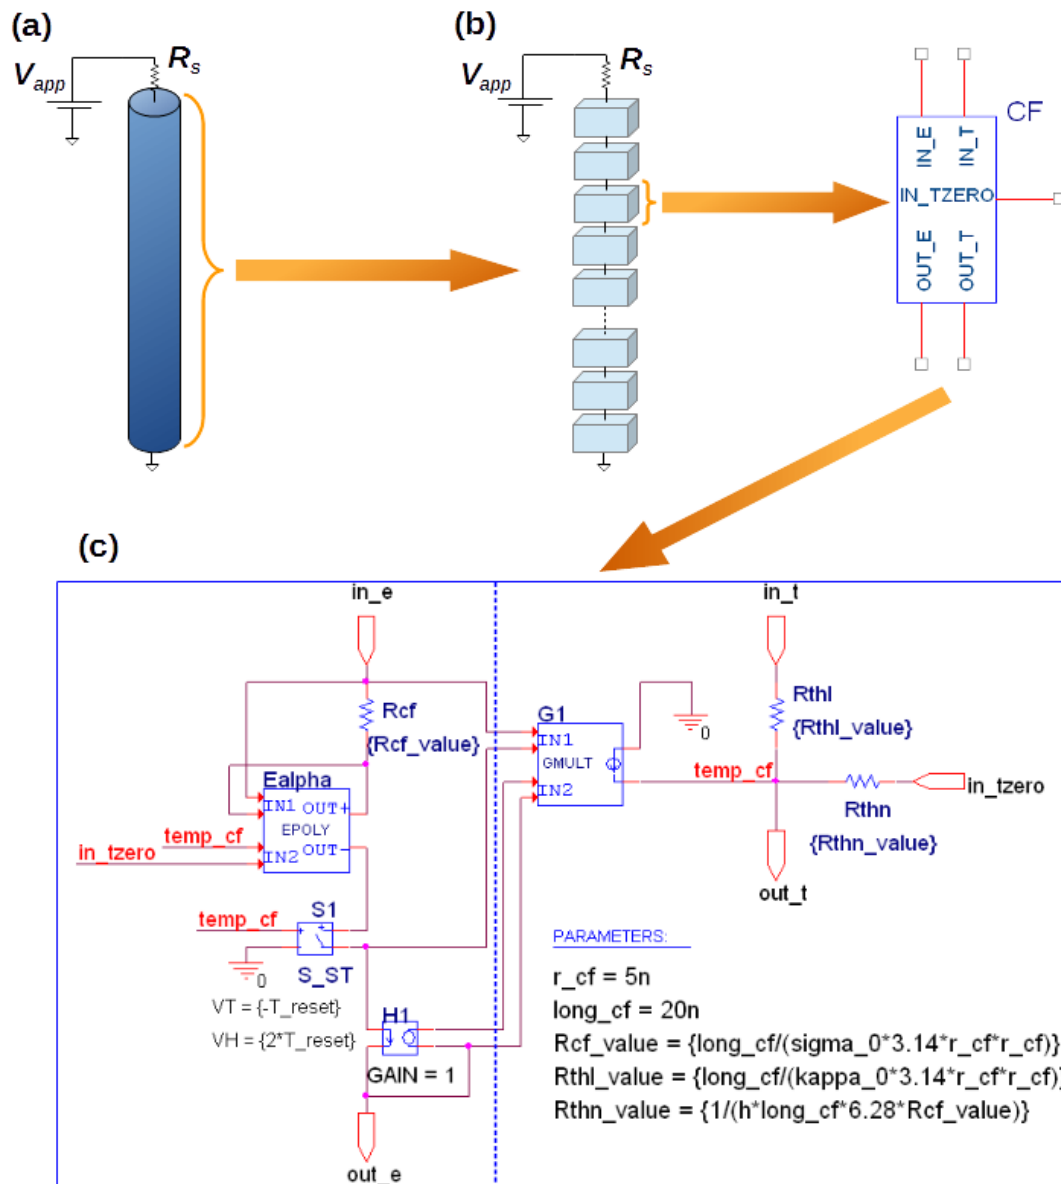 (a)
V_app
R_s
(b)
V_app
R_s
CF
IN_E
IN_T
IN_TZERO
OUT_E
OUT_T
(c)
in_e
in_t
Rcf
{Rcf_value}
Rthl
{Rthl_value}
G1
IN1
GMULT
IN2
0
temp_cf
Rthn
{Rthn_value}
in_tzero
out_t
Ealpha
IN1 OUT+
EPOLY
IN2 OUT-
temp_cf
in_tzero
temp_cf
S1
S_ST
0
VT = {-T_reset}
VH = {2*T_reset}
H1
GAIN = 1
out_e
PARAMETERS:
r_cf = 5n
long_cf = 20n
Rcf_value = {long_cf/(sigma_0*3.14*r_cf*r_cf)}
Rthl_value = {long_cf/(kappa_0*3.14*r_cf*r_cf)}
Rthn_value = {1/(h*long_cf*6.28*Rcf_value)}